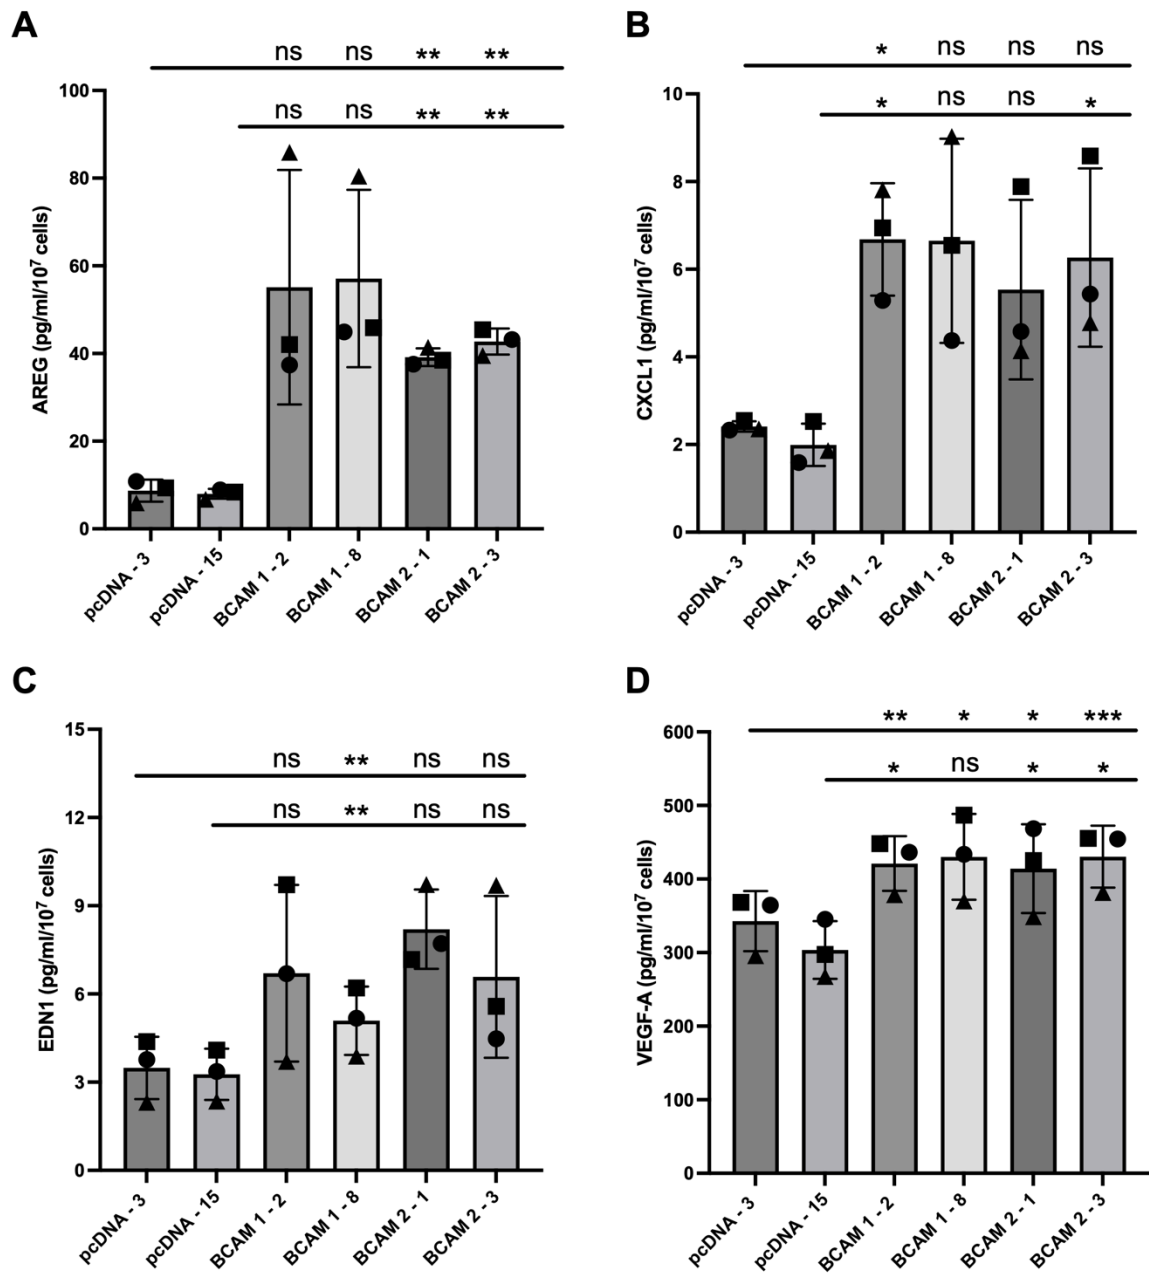 A
ns ns ** **
ns ns ** **
100
80
60
40
20
0
AREG (pg/ml/10⁷ cells)
pcDNA - 3
pcDNA - 15
BCAM 1 - 2
BCAM 1 - 8
BCAM 2 - 1
BCAM 2 - 3
B
* ns ns ns
* ns ns *
10
8
6
4
2
0
CXCL1 (pg/ml/10⁷ cells)
pcDNA - 3
pcDNA - 15
BCAM 1 - 2
BCAM 1 - 8
BCAM 2 - 1
BCAM 2 - 3
C
15
ns ** ns ns
ns ** ns ns
12
9
6
3
0
EDN1 (pg/ml/10⁷ cells)
pcDNA - 3
pcDNA - 15
BCAM 1 - 2
BCAM 1 - 8
BCAM 2 - 1
BCAM 2 - 3
D
** * * ***
* ns * *
600
500
400
300
200
100
0
VEGF-A (pg/ml/10⁷ cells)
pcDNA - 3
pcDNA - 15
BCAM 1 - 2
BCAM 1 - 8
BCAM 2 - 1
BCAM 2 - 3